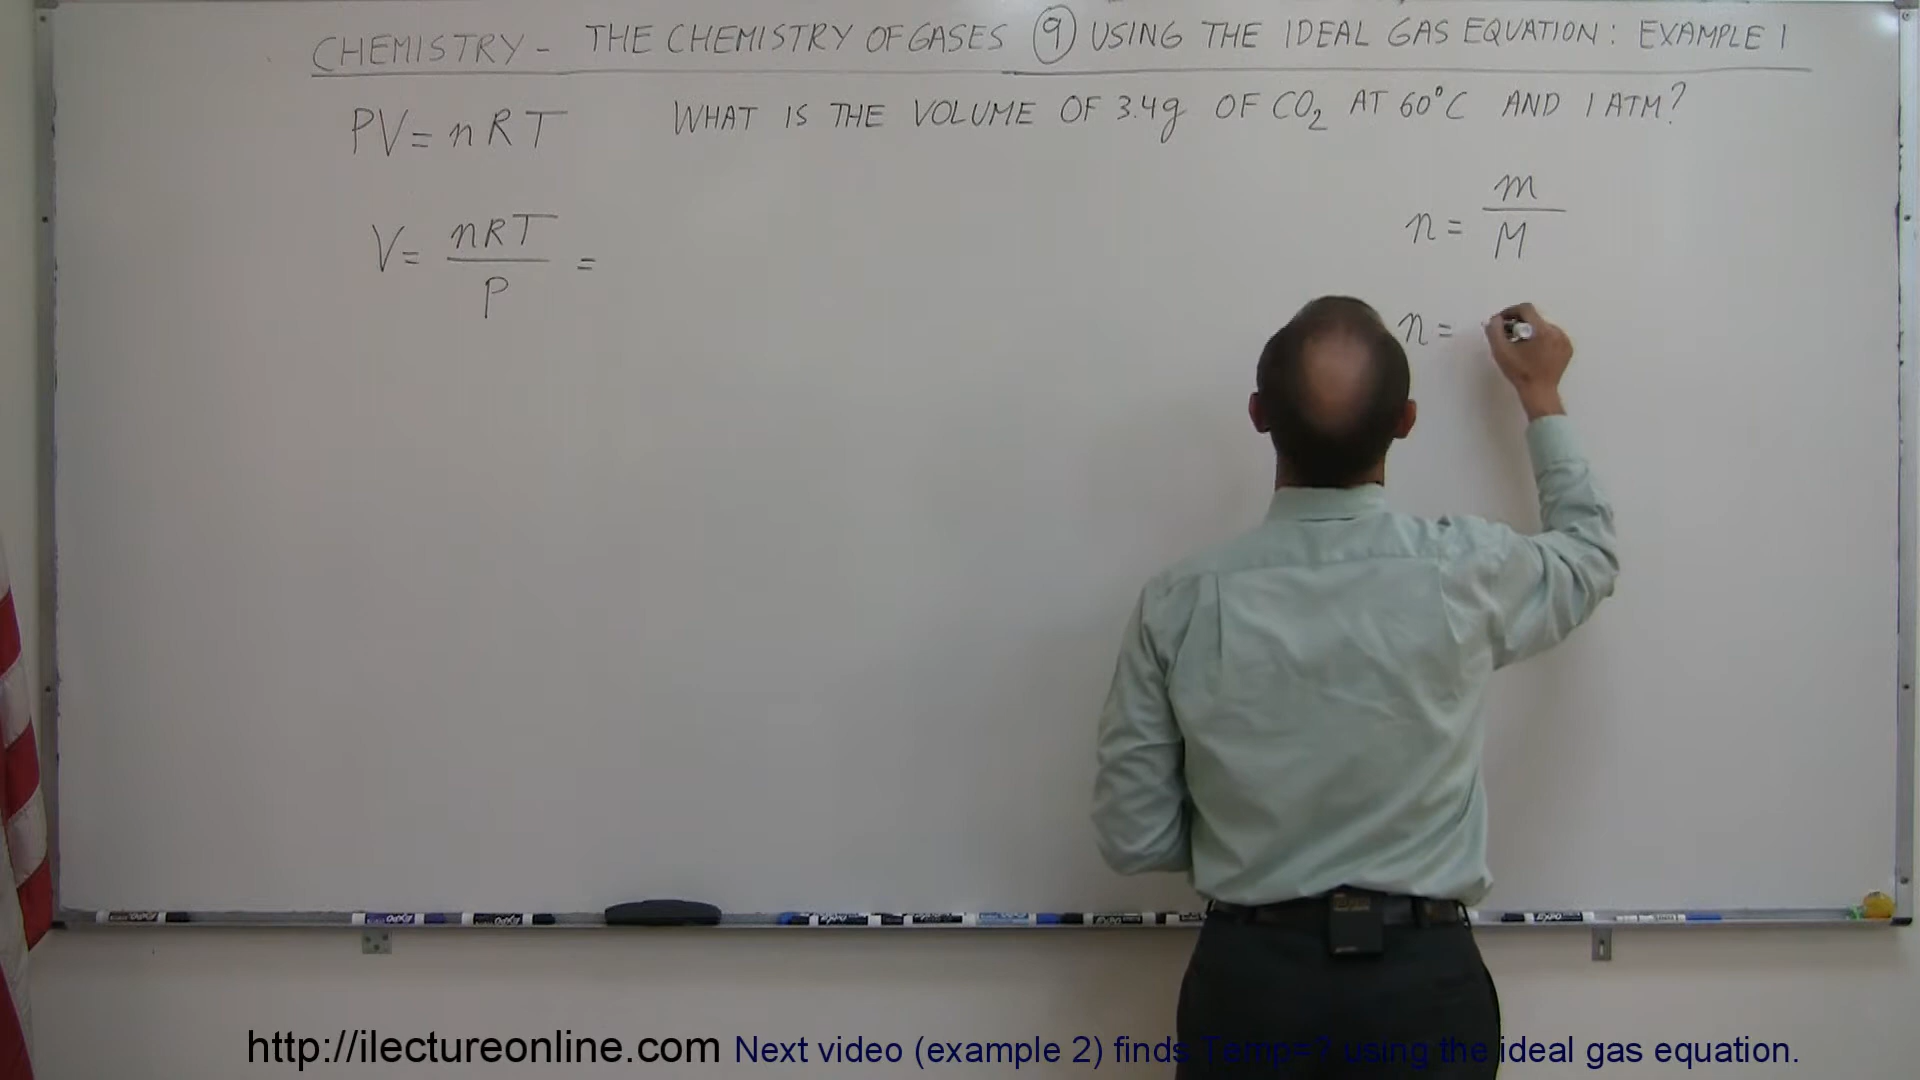 CHEMISTRY - THE CHEMISTRY OF GASES ⑨ USING THE IDEAL GAS EQUATION: EXAMPLE 1
PV = nRT
WHAT IS THE VOLUME OF 3.4g OF CO₂ AT 60°C AND 1 ATM?
V = nRT/P =
n = m/M
n =
http://ilectureonline.com Next video (example 2) finds Temp=? using the ideal gas equation.